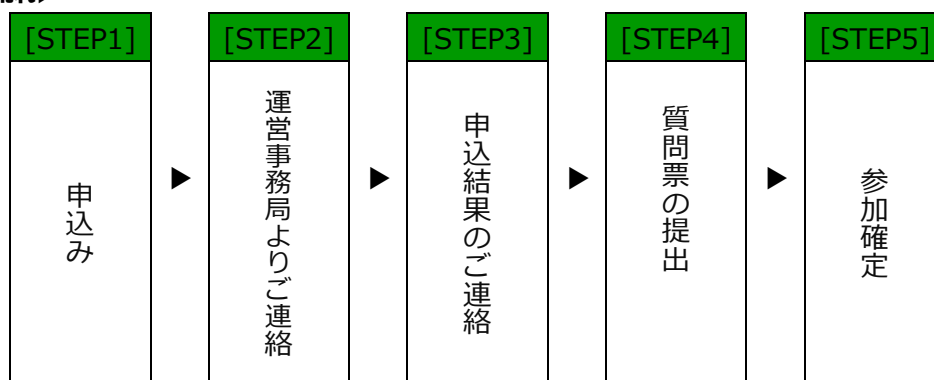 [STEP1]
申込み
▶
[STEP2]
運営事務局よりご連絡
▶
[STEP3]
申込結果のご連絡
▶
[STEP4]
質問票の提出
▶
[STEP5]
参加確定